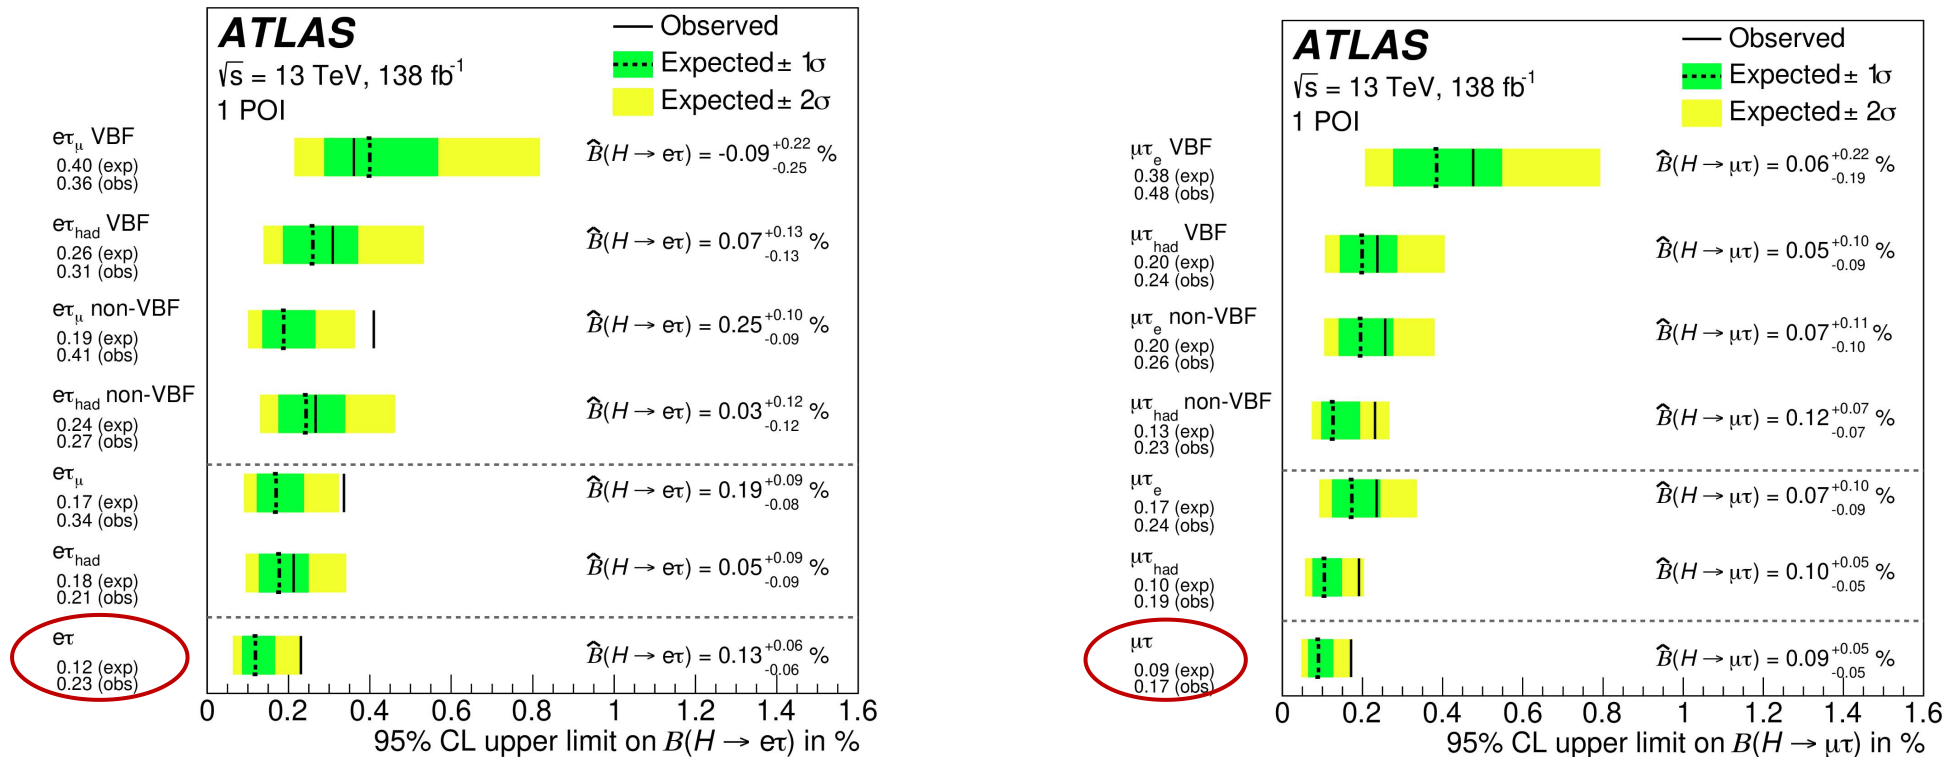 ATLAS
√s = 13 TeV, 138 fb⁻¹
1 POI
Observed
Expected ± 1σ
Expected ± 2σ
eτ_μ VBF
0.40 (exp)
0.36 (obs)
B̂(H → eτ) = -0.09 +0.22 -0.25 %
eτ_had VBF
0.26 (exp)
0.31 (obs)
B̂(H → eτ) = 0.07 +0.13 -0.13 %
eτ_μ non-VBF
0.19 (exp)
0.41 (obs)
B̂(H → eτ) = 0.25 +0.10 -0.09 %
eτ_had non-VBF
0.24 (exp)
0.27 (obs)
B̂(H → eτ) = 0.03 +0.12 -0.12 %
eτ_μ
0.17 (exp)
0.34 (obs)
B̂(H → eτ) = 0.19 +0.09 -0.08 %
eτ_had
0.18 (exp)
0.21 (obs)
B̂(H → eτ) = 0.05 +0.09 -0.09 %
eτ
0.12 (exp)
0.23 (obs)
B̂(H → eτ) = 0.13 +0.06 -0.06 %
0 0.2 0.4 0.6 0.8 1 1.2 1.4 1.6
95% CL upper limit on B(H → eτ) in %
ATLAS
√s = 13 TeV, 138 fb⁻¹
1 POI
Observed
Expected ± 1σ
Expected ± 2σ
μτ_e VBF
0.38 (exp)
0.48 (obs)
B̂(H → μτ) = 0.06 +0.22 -0.19 %
μτ_had VBF
0.20 (exp)
0.24 (obs)
B̂(H → μτ) = 0.05 +0.10 -0.09 %
μτ_e non-VBF
0.20 (exp)
0.26 (obs)
B̂(H → μτ) = 0.07 +0.11 -0.10 %
μτ_had non-VBF
0.13 (exp)
0.23 (obs)
B̂(H → μτ) = 0.12 +0.07 -0.07 %
μτ_e
0.17 (exp)
0.24 (obs)
B̂(H → μτ) = 0.07 +0.10 -0.09 %
μτ_had
0.10 (exp)
0.19 (obs)
B̂(H → μτ) = 0.10 +0.05 -0.05 %
μτ
0.09 (exp)
0.17 (obs)
B̂(H → μτ) = 0.09 +0.05 -0.05 %
0 0.2 0.4 0.6 0.8 1 1.2 1.4 1.6
95% CL upper limit on B(H → μτ) in %